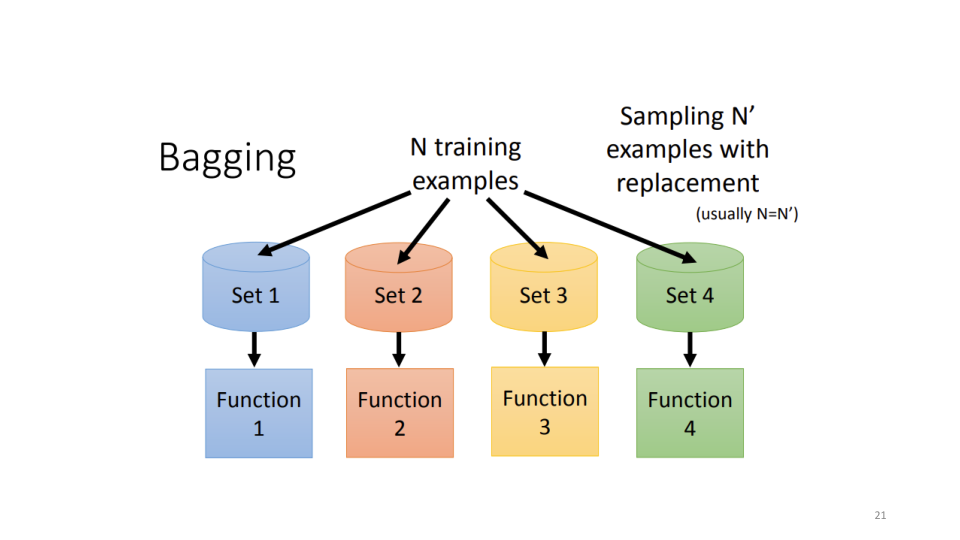 Bagging
N training
examples
Sampling N’
examples with
replacement
(usually N=N’)
Set 1
Set 2
Set 3
Set 4
Function
1
Function
2
Function
3
Function
4
21